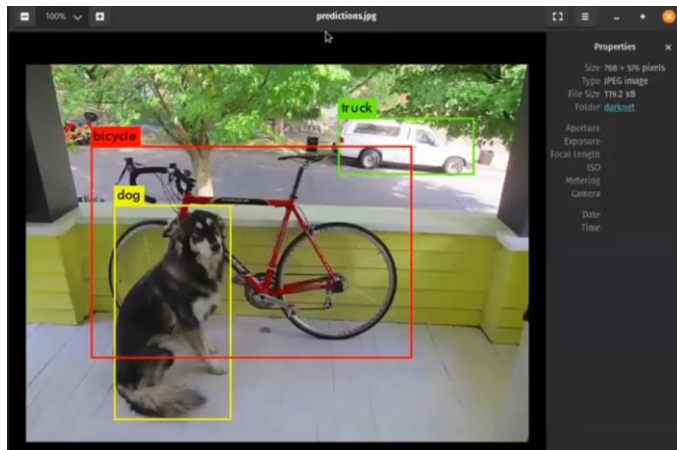 100%
predictions.jpg
Properties
Size 768 × 576 pixels
Type JPEG image
File Size 119.2 kB
Folder darknet
Aperture
Exposure
Focal Length
ISO
Metering
Camera
Date
Time
truck
bicycle
dog